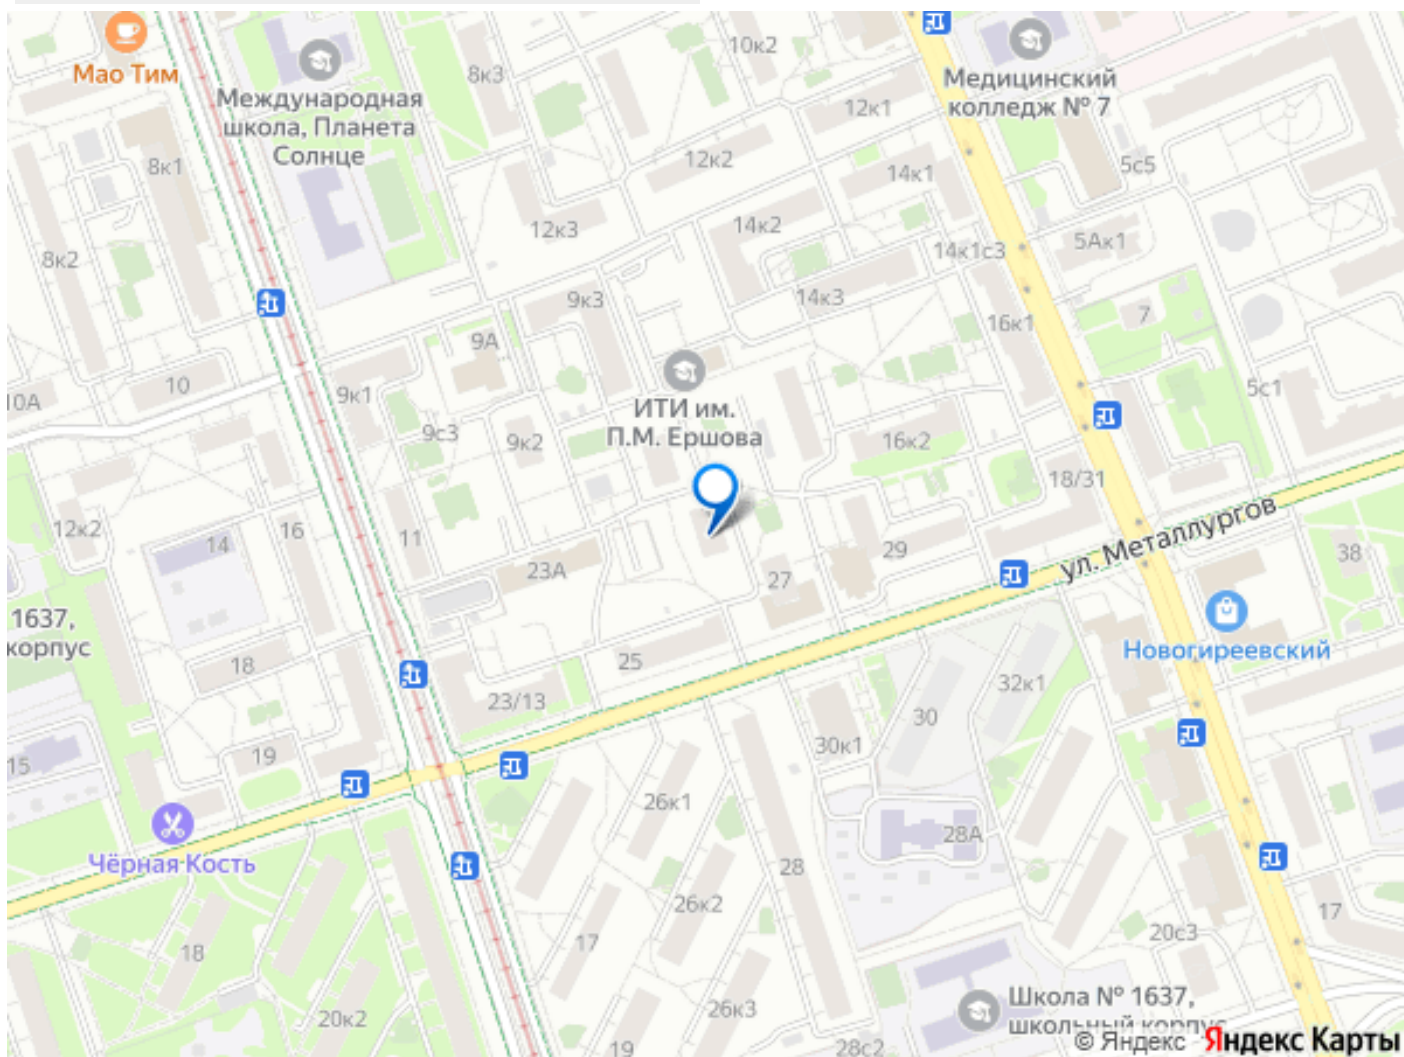 Мао Тим
Международная
школа, Планета
Солнце
8к3
10к2
Медицинский
колледж № 7
8к1
12к1
12к2
5с5
14к1
8к2
12к3
14к2
14к1с3
5Ак1
9к3
14к3
7
16к1
9А
10
10А
9к1
5с1
ИТИ им.
П.М. Ершова
9с3
9к2
16к2
18/31
12к2
16
14
11
ул. Металлургов
29
38
23А
27
1637,
корпус
18
25
Новогиреевский
23/13
32к1
30
15
19
30к1
26к1
28А
Чёрная Кость
28
26к2
17
17
18
20с3
Школа № 1637,
школьный корпус
26к3
20к2
19
28с2
© Яндекс Яндекс Карты